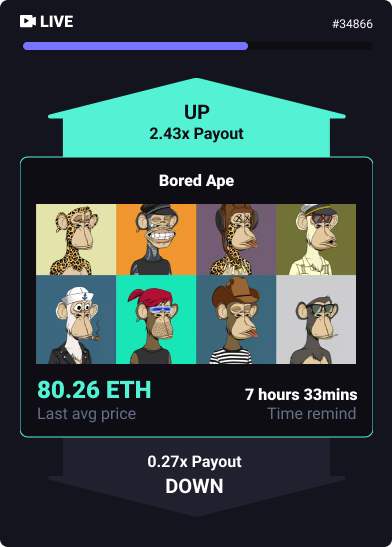 LIVE
#34866
UP
2.43x Payout
Bored Ape
80.26 ETH
7 hours 33mins
Last avg price
Time remind
0.27x Payout
DOWN